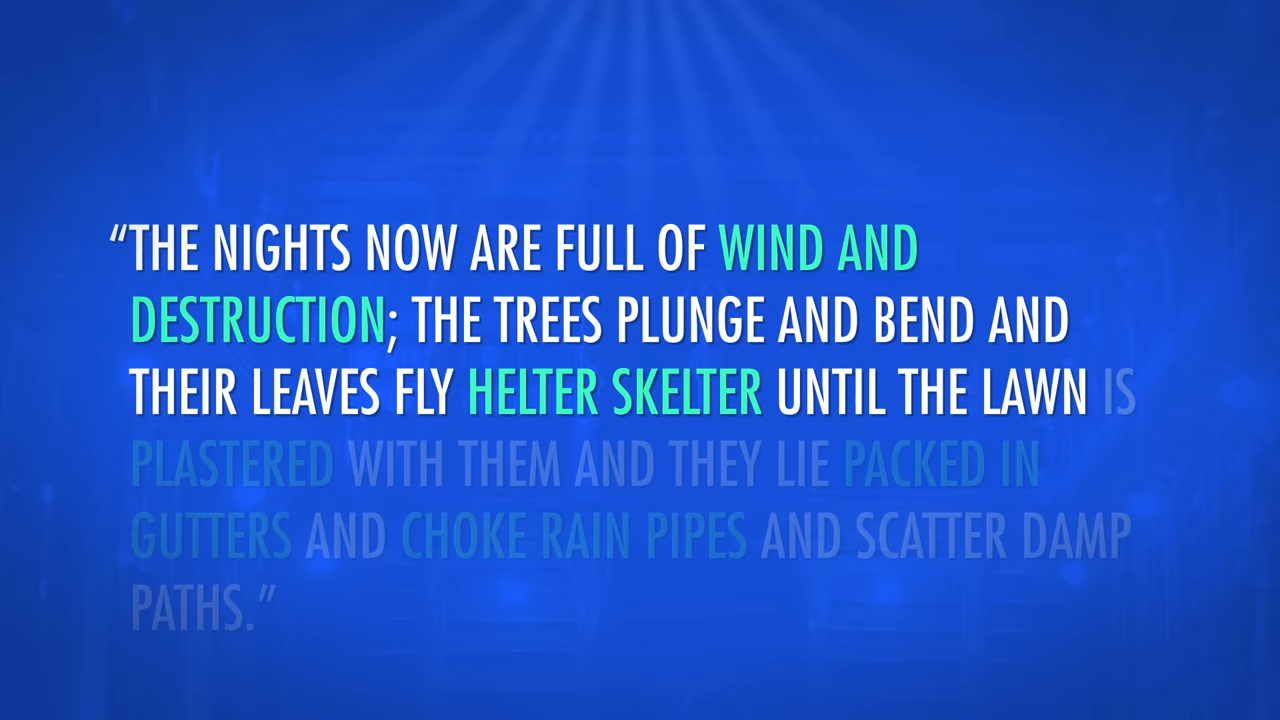 “THE NIGHTS NOW ARE FULL OF WIND AND
DESTRUCTION; THE TREES PLUNGE AND BEND AND
THEIR LEAVES FLY HELTER SKELTER UNTIL THE LAWN IS
PLASTERED WITH THEM AND THEY LIE PACKED IN
GUTTERS AND CHOKE RAIN PIPES AND SCATTER DAMP
PATHS.”